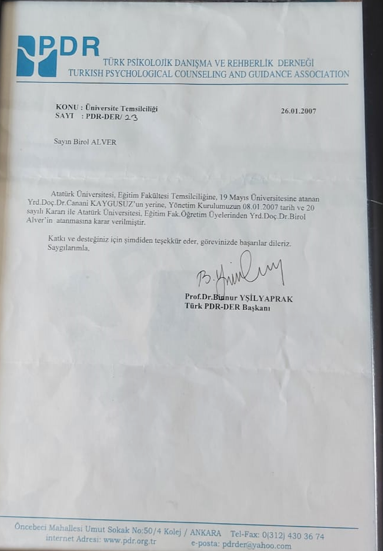 PDR
TÜRK PSİKOLOJİK DANIŞMA VE REHBERLİK DERNEĞİ
TURKISH PSYCHOLOGICAL COUNSELING AND GUIDANCE ASSOCIATION
KONU : Üniversite Temsilciliği 26.01.2007
SAYI : PDR-DER/ 23
Sayın Birol ALVER
Atatürk Üniversitesi, Eğitim Fakültesi Temsilciliğine, 19 Mayıs Üniversitesine atanan
Yrd.Doç.Dr.Canani KAYGUSUZ'un yerine, Yönetim Kurulumuzun 08.01.2007 tarih ve 20
sayılı Kararı ile Atatürk Üniversitesi, Eğitim Fak.Öğretim Üyelerinden Yrd.Doç.Dr.Birol
Alver'in atanmasına karar verilmiştir.
Katkı ve desteğiniz için şimdiden teşekkür eder, görevinizde başarılar dileriz.
Saygılarımla,
Prof.Dr.Binnur YŞİLYAPRAK
Türk PDR-DER Başkanı
Öncebeci Mahallesi Umut Sokak No:50/4 Kolej / ANKARA Tel-Fax: 0(312) 430 36 74
internet Adresi: www.pdr.org.tr e-posta: pdrder@yahoo.com